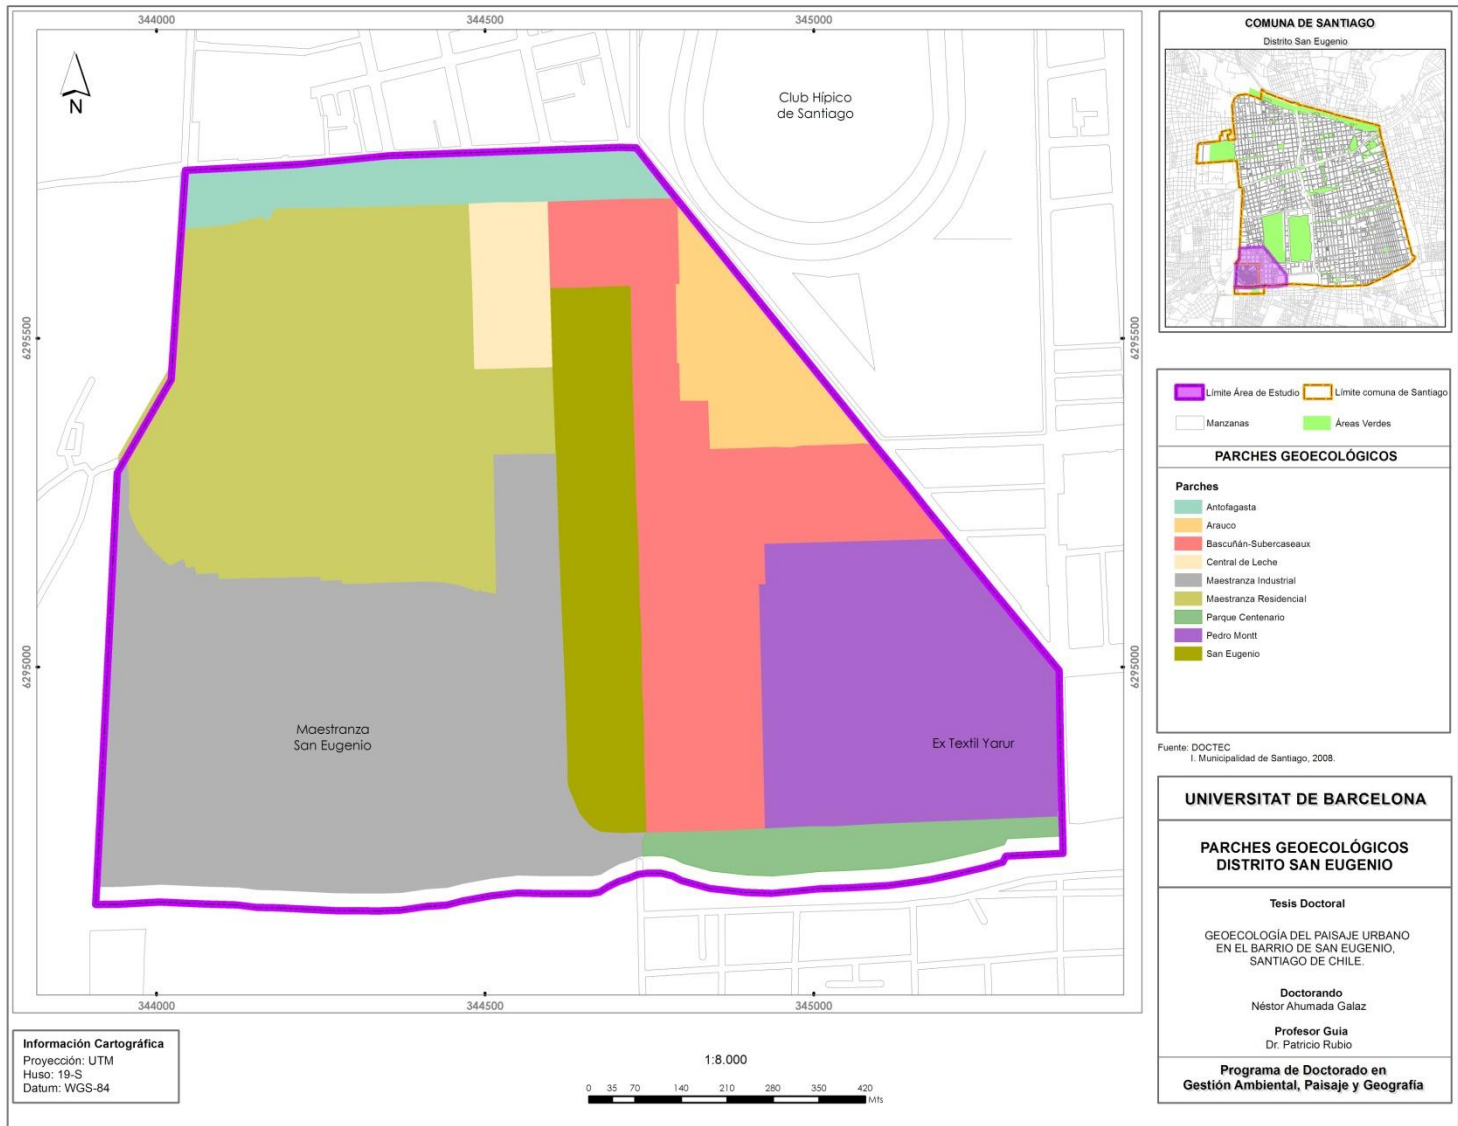 344000
344500
345000
6295500
6295000
6295500
6295000
344000
344500
345000
N
Club Hípico
de Santiago
Maestranza
San Eugenio
Ex Textil Yarur
COMUNA DE SANTIAGO
Distrito San Eugenio
Límite Área de Estudio
Límite comuna de Santiago
Manzanas
Áreas Verdes
PARCHES GEOECOLÓGICOS
Parches
Antofagasta
Arauco
Bascuñán-Subercaseaux
Central de Leche
Maestranza Industrial
Maestranza Residencial
Parque Centenario
Pedro Montt
San Eugenio
Fuente: DOCTEC
I. Municipalidad de Santiago, 2008.
UNIVERSITAT DE BARCELONA
PARCHES GEOECOLÓGICOS
DISTRITO SAN EUGENIO
Tesis Doctoral
GEOECOLOGÍA DEL PAISAJE URBANO
EN EL BARRIO DE SAN EUGENIO,
SANTIAGO DE CHILE.
Doctorando
Néstor Ahumada Galaz
Profesor Guia
Dr. Patricio Rubio
Programa de Doctorado en
Gestión Ambiental, Paisaje y Geografía
Información Cartográfica
Proyección: UTM
Huso: 19-S
Datum: WGS-84
1:8.000
0 35 70 140 210 280 350 420
Mts